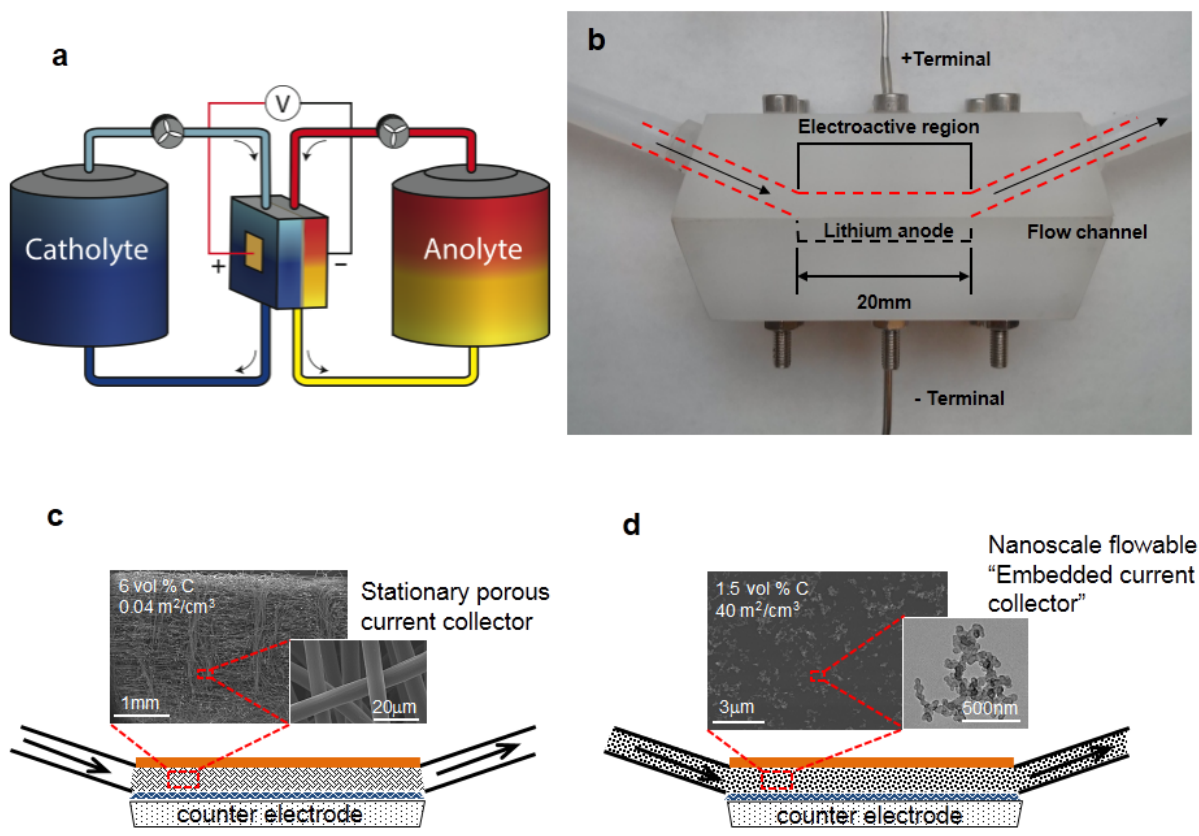 a
V
Catholyte
Anolyte
+
−
b
+Terminal
Electroactive region
Lithium anode
Flow channel
20mm
- Terminal
c
6 vol % C
0.04 m²/cm³
Stationary porous
current collector
1mm
20μm
counter electrode
d
Nanoscale flowable
“Embedded current
collector”
1.5 vol % C
40 m²/cm³
3μm
600nm
counter electrode